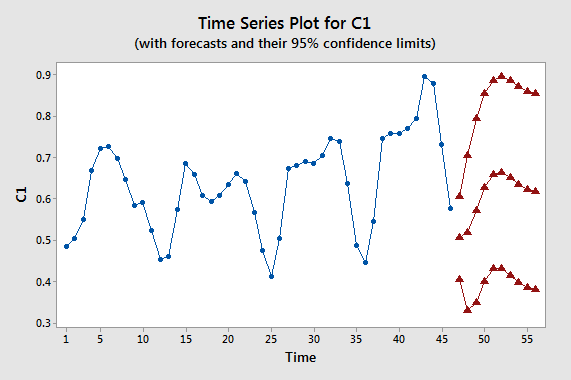 Time Series Plot for C1
(with forecasts and their 95% confidence limits)
0.9
0.8
0.7
0.6
0.5
0.4
0.3
C1
1 5 10 15 20 25 30 35 40 45 50 55
Time